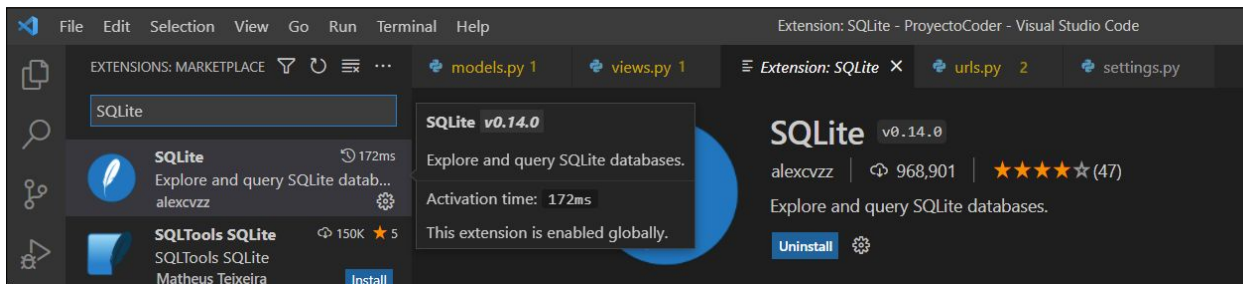 File Edit Selection View Go Run Terminal Help
Extension: SQLite - ProyectoCoder - Visual Studio Code
EXTENSIONS: MARKETPLACE
models.py 1
views.py 1
Extension: SQLite
urls.py 2
settings.py
SQLite
SQLite 172ms
Explore and query SQLite datab...
alexcvzz
SQLTools SQLite 150K 5
SQLTools SQLite
Matheus Teixeira Install
SQLite v0.14.0
Explore and query SQLite databases.
Activation time: 172ms
This extension is enabled globally.
SQLite v0.14.0
alexcvzz | 968,901 | (47)
Explore and query SQLite databases.
Uninstall